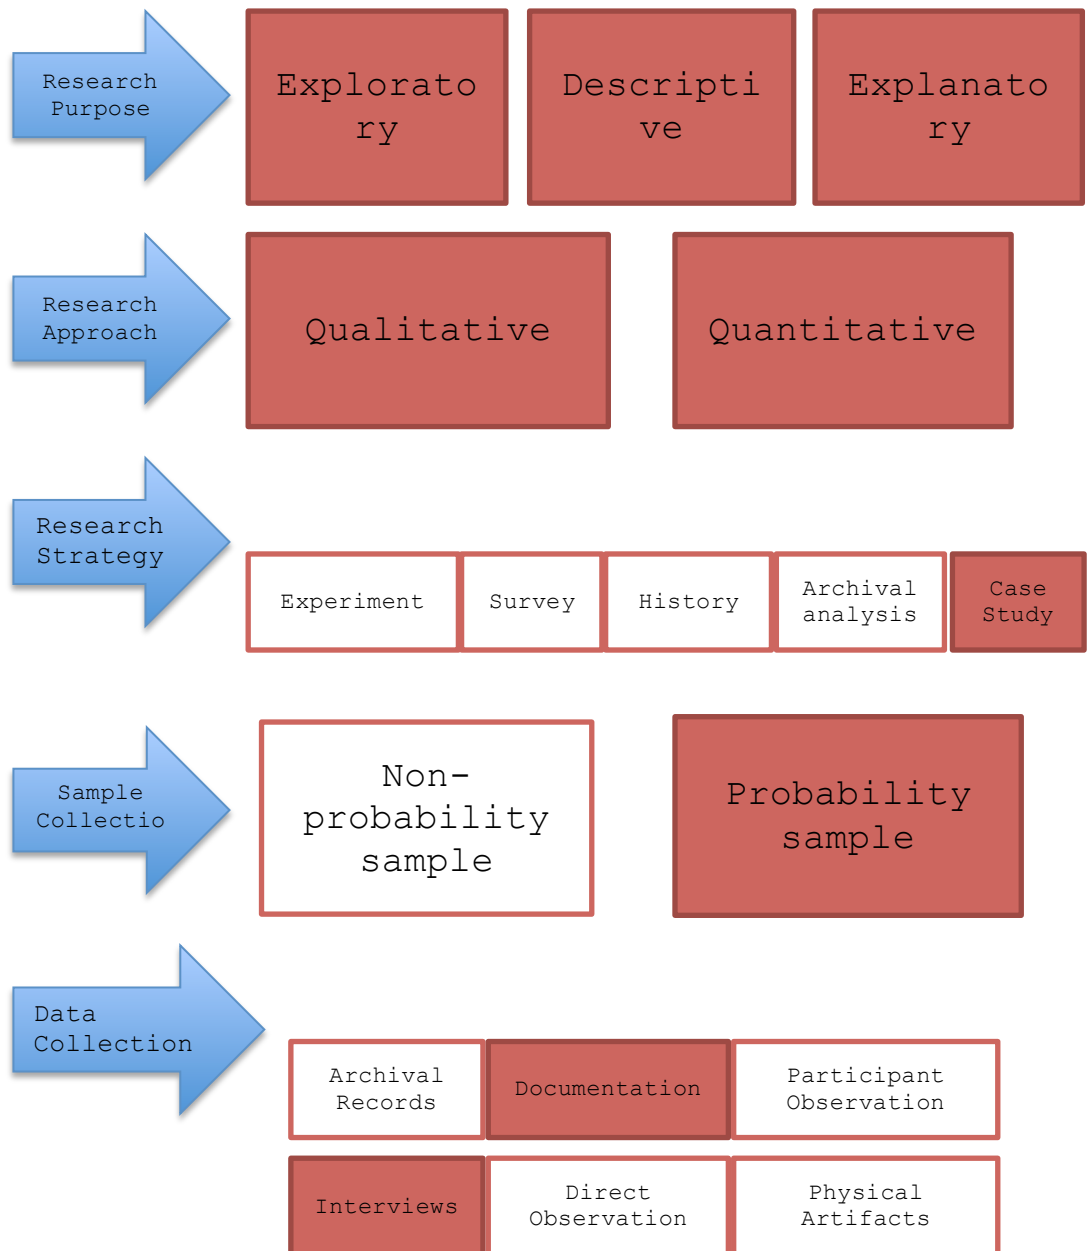 Research
Purpose
Explorato
ry
Descripti
ve
Explanato
ry
Research
Approach
Qualitative
Quantitative
Research
Strategy
Experiment
Survey
History
Archival
analysis
Case
Study
Sample
Collectio
Non-
probability
sample
Probability
sample
Data
Collection
Archival
Records
Documentation
Participant
Observation
Interviews
Direct
Observation
Physical
Artifacts